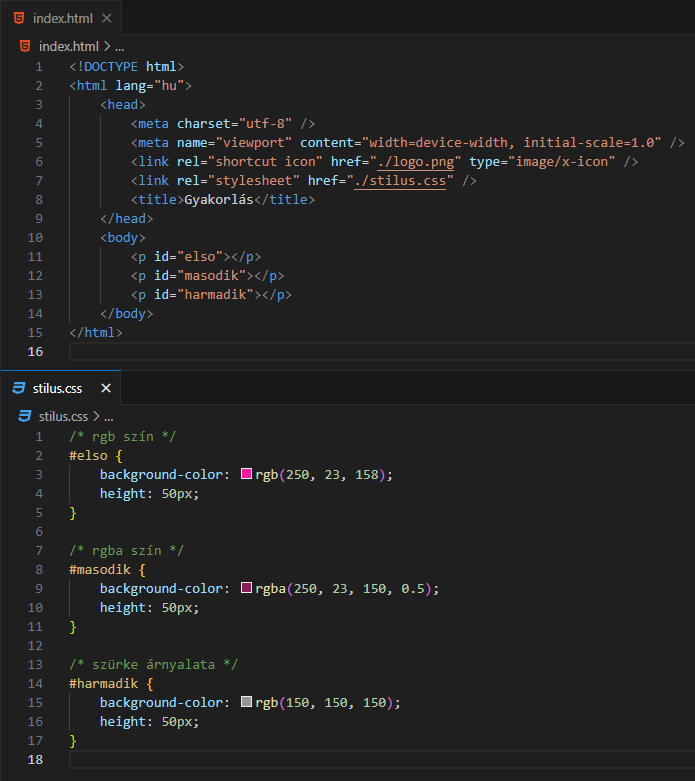 index.html
index.html > ...
1 <!DOCTYPE html>
2 <html lang="hu">
3     <head>
4         <meta charset="utf-8" />
5         <meta name="viewport" content="width=device-width, initial-scale=1.0" />
6         <link rel="shortcut icon" href="./logo.png" type="image/x-icon" />
7         <link rel="stylesheet" href="./stilus.css" />
8         <title>Gyakorlás</title>
9     </head>
10     <body>
11         <p id="elso"></p>
12         <p id="masodik"></p>
13         <p id="harmadik"></p>
14     </body>
15 </html>
16
stilus.css
stilus.css > ...
1 /* rgb szín */
2 #elso {
3     background-color: rgb(250, 23, 158);
4     height: 50px;
5 }
6
7 /* rgba szín */
8 #masodik {
9     background-color: rgba(250, 23, 150, 0.5);
10     height: 50px;
11 }
12
13 /* szürke árnyalata */
14 #harmadik {
15     background-color: rgb(150, 150, 150);
16     height: 50px;
17 }
18